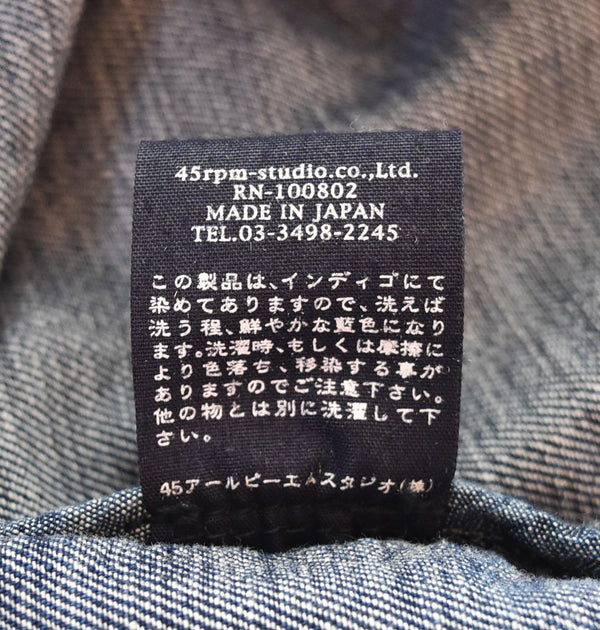 45rpm-studio.co.,Ltd.
RN-100802
MADE IN JAPAN
TEL.03-3498-2245
この製品は、インディゴにて
染めてありますので、洗えば
洗う程、鮮やかな藍色になり
ます。洗濯時、もしくは摩擦に
より色落ち、移染する事が
ありますのでご注意下さい。
他の物とは別に洗濯して下
さい。
45アールピーエムスタジオ(株)